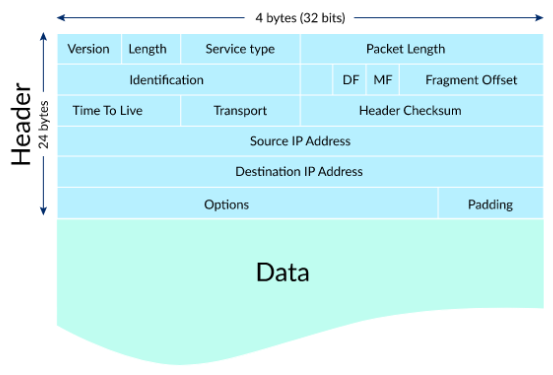 4 bytes (32 bits)
Header
24 bytes
Version Length Service type Packet Length
Identification DF MF Fragment Offset
Time To Live Transport Header Checksum
Source IP Address
Destination IP Address
Options Padding
Data